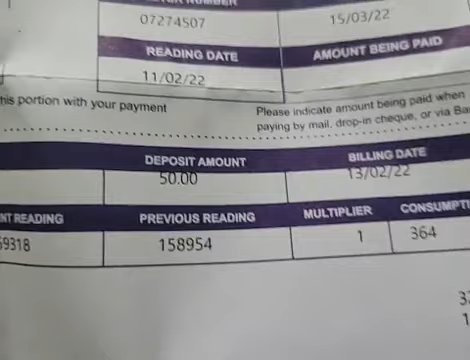 07274507 15/03/22
READING DATE AMOUNT BEING PAID
11/02/22
his portion with your payment
Please indicate amount being paid when
paying by mail, drop-in cheque, or via
DEPOSIT AMOUNT BILLING DATE
50.00 13/02/22
NT READING PREVIOUS READING MULTIPLIER CONSUMPTI
59318 158954 1 364